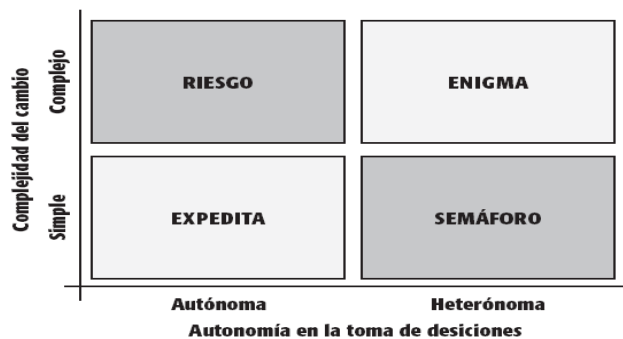 Complejidad del cambio
Complejo
RIESGO
ENIGMA
Simple
EXPEDITA
SEMÁFORO
Autónoma
Heterónoma
Autonomía en la toma de desiciones